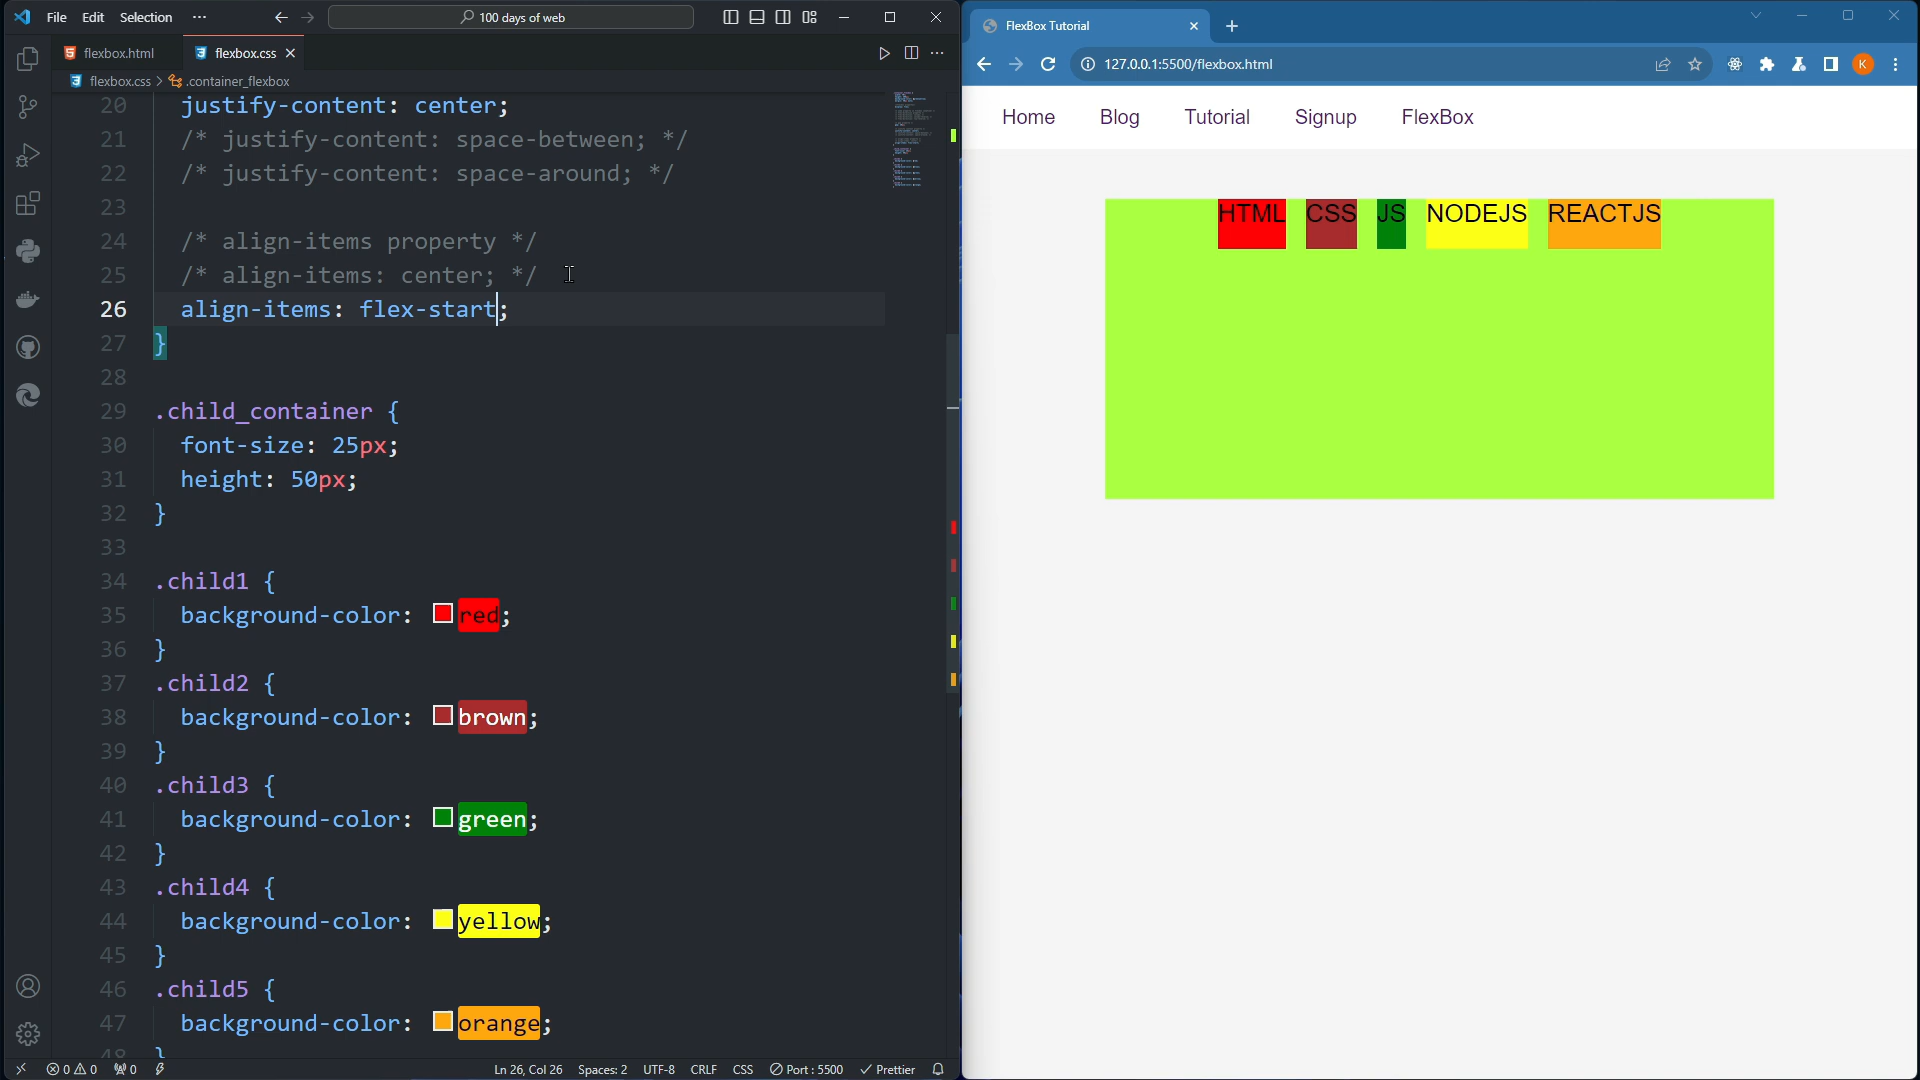 File Edit Selection ···
100 days of web
flexbox.html
flexbox.css
flexbox.css > .container_flexbox
20 justify-content: center;
21 /* justify-content: space-between; */
22 /* justify-content: space-around; */
23
24 /* align-items property */
25 /* align-items: center; */
26 align-items: flex-start;
27 }
28
29 .child_container {
30 font-size: 25px;
31 height: 50px;
32 }
33
34 .child1 {
35 background-color: red;
36 }
37 .child2 {
38 background-color: brown;
39 }
40 .child3 {
41 background-color: green;
42 }
43 .child4 {
44 background-color: yellow;
45 }
46 .child5 {
47 background-color: orange;
48 }
0 0 0 Ln 26, Col 26 Spaces: 2 UTF-8 CRLF CSS Port : 5500 Prettier
FlexBox Tutorial
127.0.0.1:5500/flexbox.html
K
Home Blog Tutorial Signup FlexBox
HTML CSS JS NODEJS REACTJS